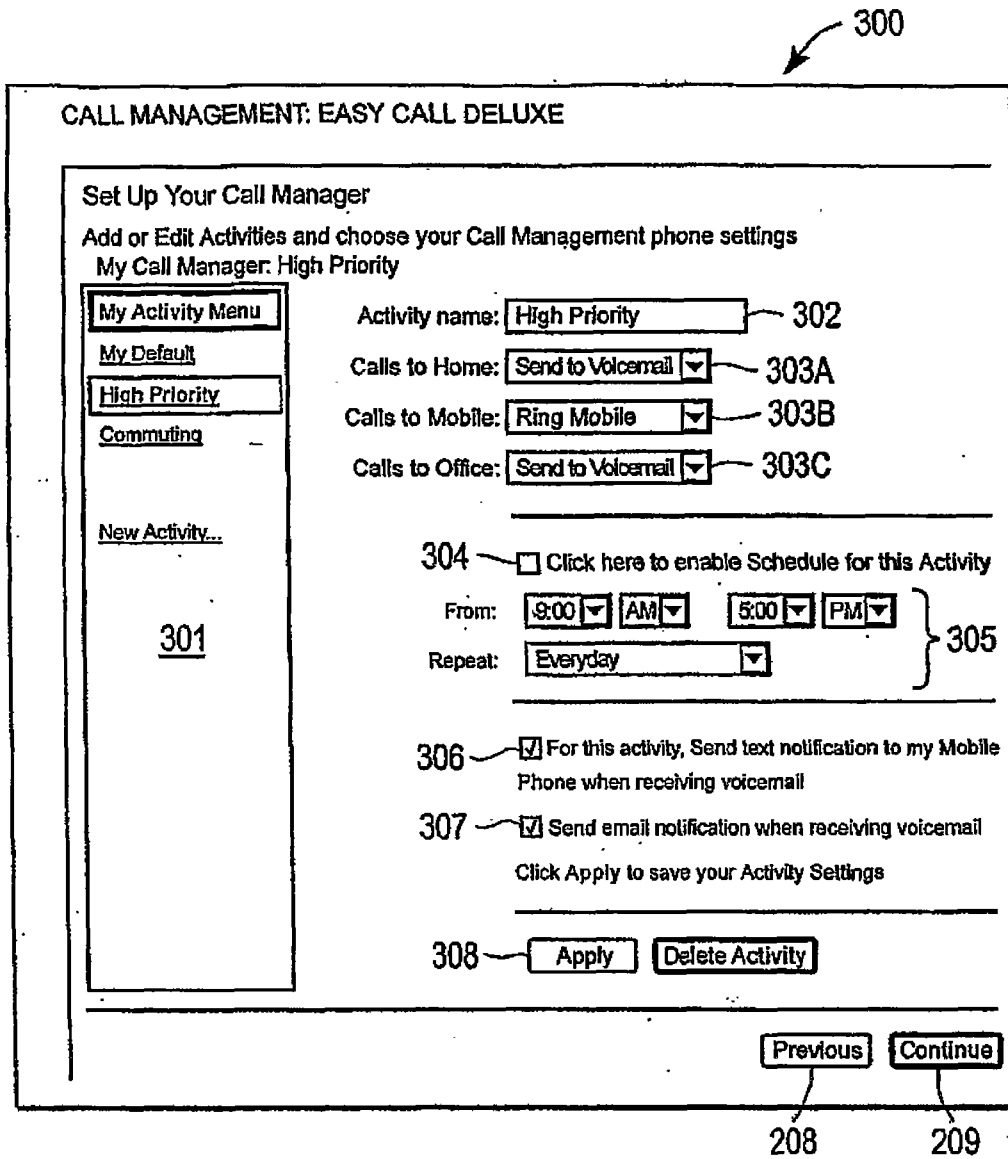 300
CALL MANAGEMENT: EASY CALL DELUXE
Set Up Your Call Manager
Add or Edit Activities and choose your Call Management phone settings
My Call Manager: High Priority
My Activity Menu
My Default
High Priority
Commuting
New Activity...
301
Activity name: High Priority 302
Calls to Home: Send to Voicemail 303A
Calls to Mobile: Ring Mobile 303B
Calls to Office: Send to Voicemail 303C
304 Click here to enable Schedule for this Activity
From: 9:00 AM 5:00 PM
305
Repeat: Everyday
306 For this activity, Send text notification to my Mobile
Phone when receiving voicemail
307 Send email notification when receiving voicemail
Click Apply to save your Activity Settings
308 Apply Delete Activity
Previous Continue
208 209